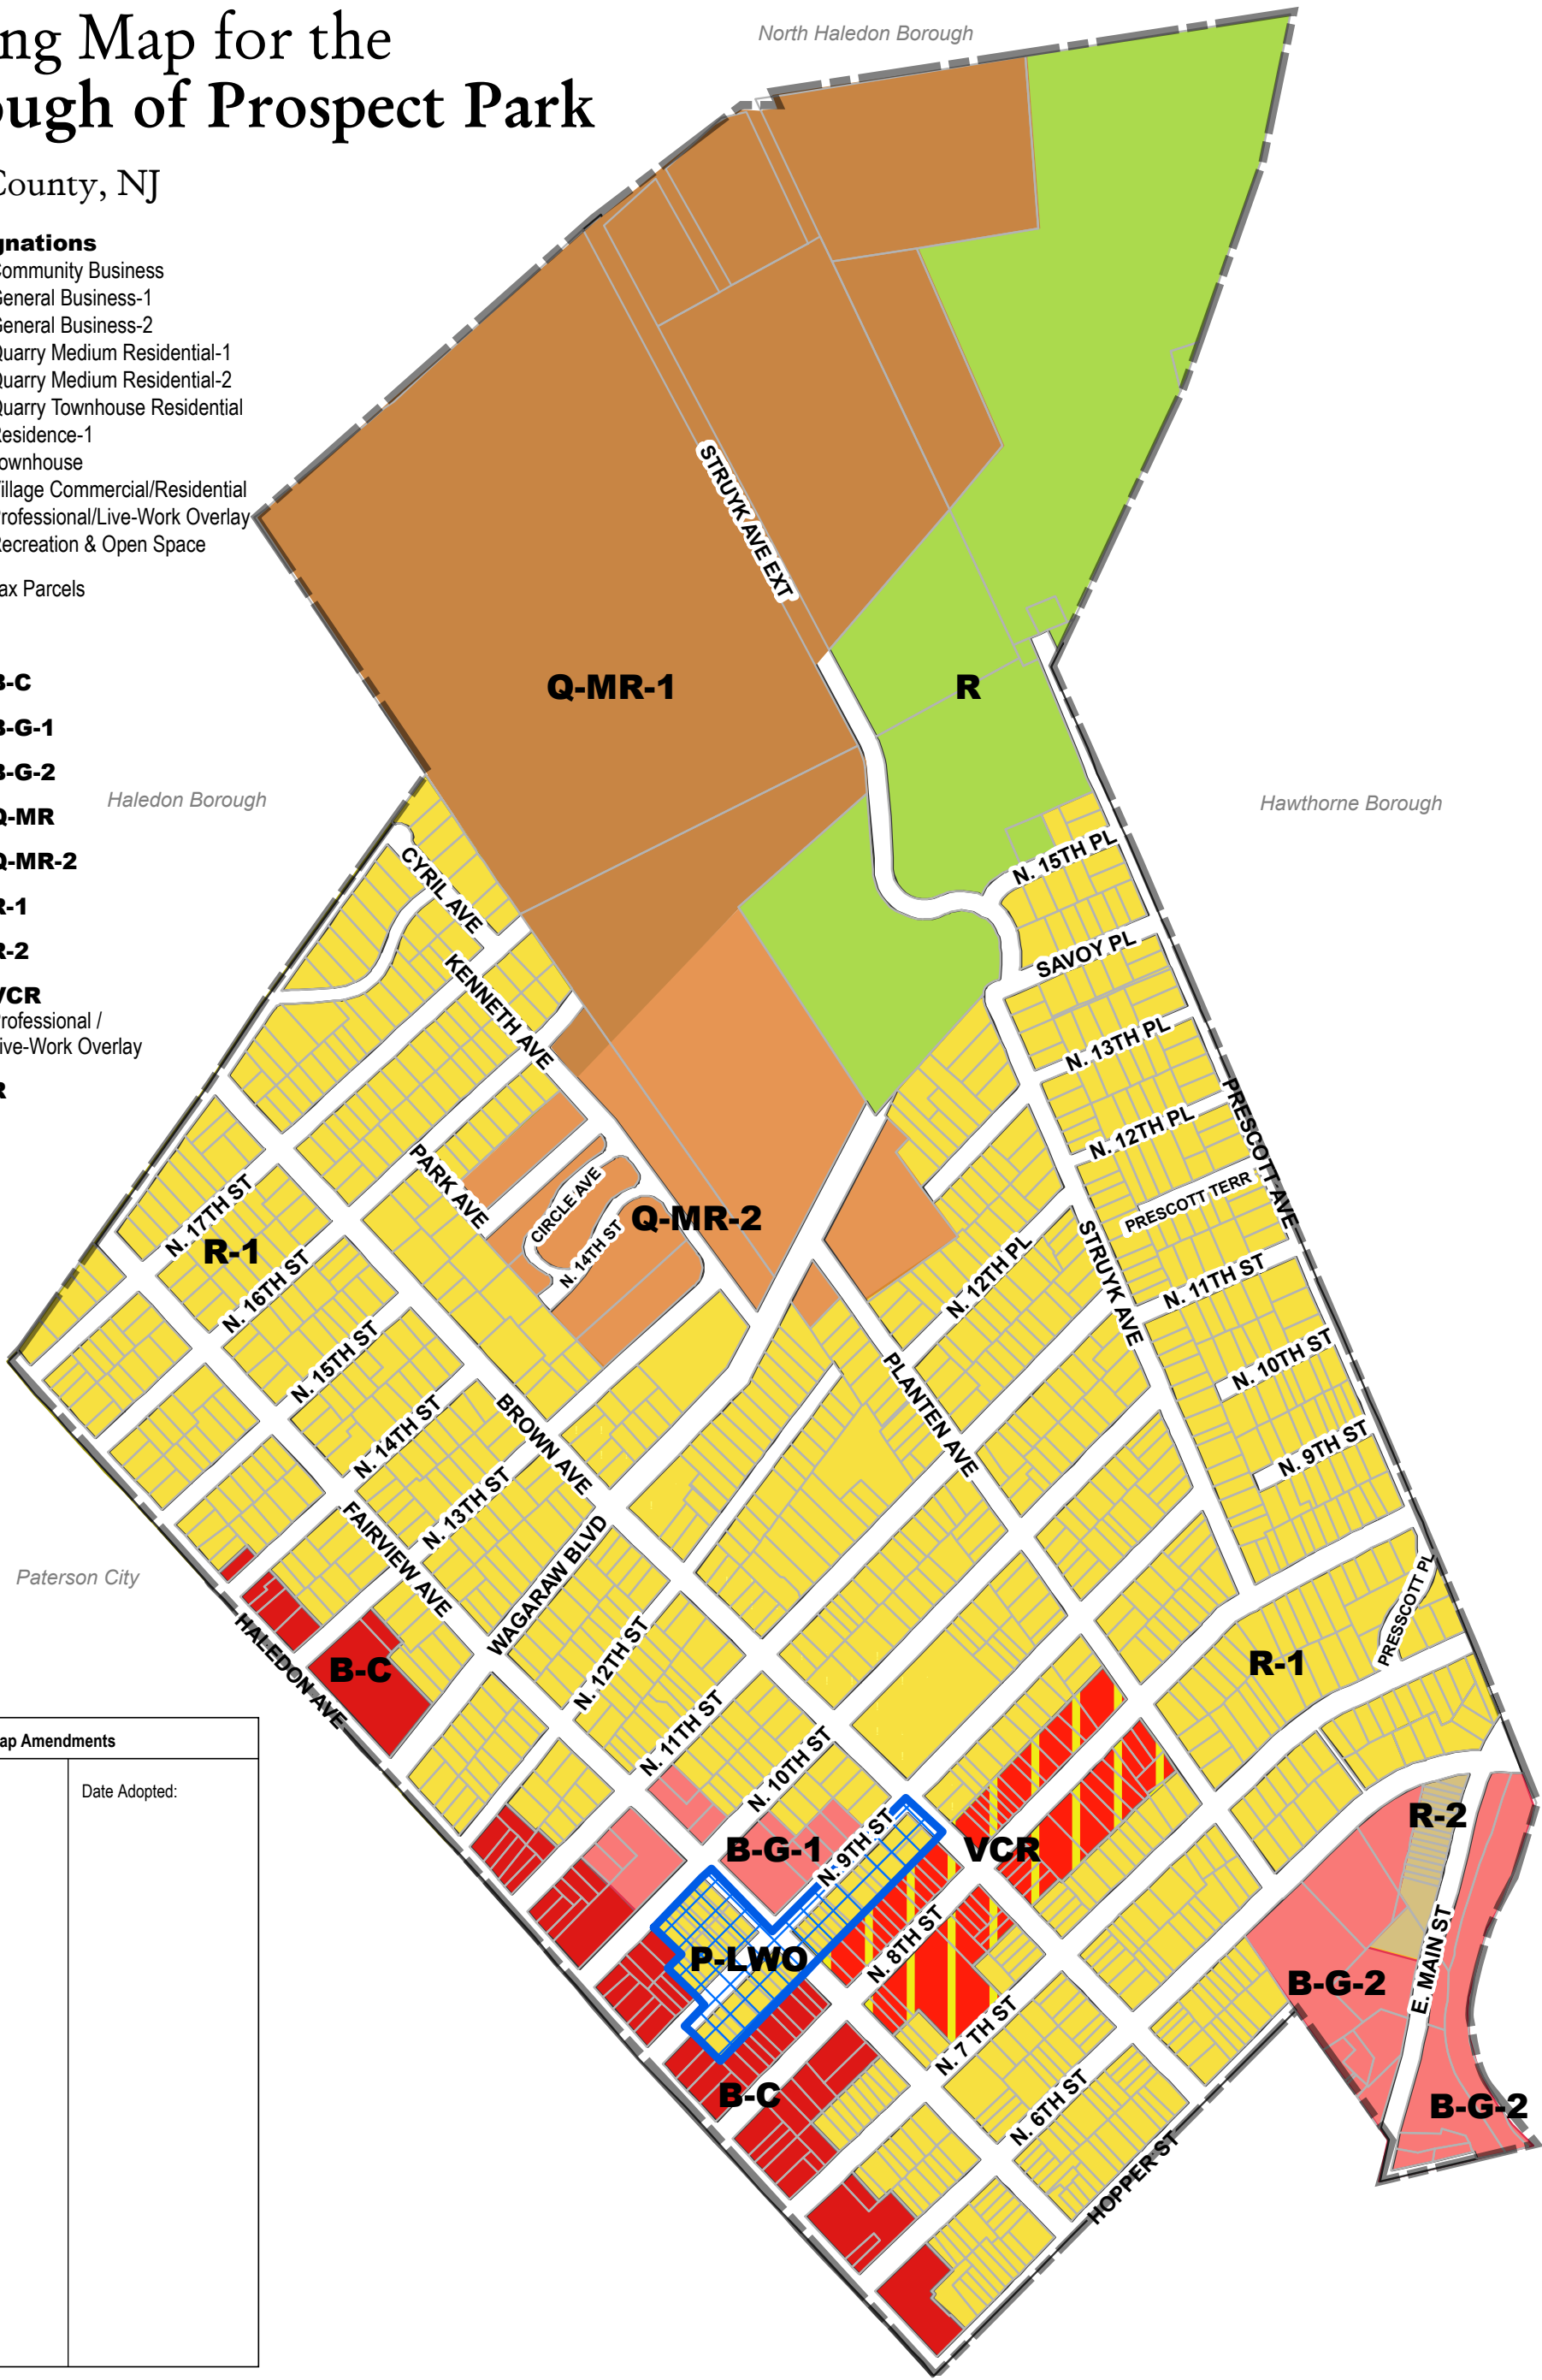 ng Map for the
ough of Prospect Park
County, NJ
gnations
Community Business
General Business-1
General Business-2
Quarry Medium Residential-1
Quarry Medium Residential-2
Quarry Townhouse Residential
Residence-1
Townhouse
Village Commercial/Residential
Professional/Live-Work Overlay
Recreation & Open Space
Tax Parcels
B-C
B-G-1
B-G-2
Q-MR
Q-MR-2
R-1
R-2
VCR
Professional /
Live-Work Overlay
R
North Haledon Borough
Haledon Borough
Hawthorne Borough
Paterson City
STRUYK AVE EXT
Q-MR-1
R
CYRIL AVE
KENNETH AVE
N. 15TH PL
SAVOY PL
N. 13TH PL
N. 12TH PL
PRESCOTT AVE
PRESCOTT TERR
PARK AVE
CIRCLE AVE
N. 14TH ST
Q-MR-2
N. 17TH ST
R-1
N. 16TH ST
N. 12TH PL
STRUYK AVE
N. 11TH ST
N. 15TH ST
N. 10TH ST
PLANTEN AVE
N. 14TH ST
BROWN AVE
N. 9TH ST
N. 13TH ST
FAIRVIEW AVE
WAGARAW BLVD
PRESSCOTT PL
HALEDON AVE
B-C
N. 12TH ST
R-1
N. 11TH ST
N. 10TH ST
B-G-1
N. 9TH ST
VCR
R-2
P-LWO
N. 8TH ST
E. MAIN ST
B-G-2
N. 7 TH ST
B-C
N. 6TH ST
B-G-2
HOPPER ST
ap Amendments
Date Adopted: